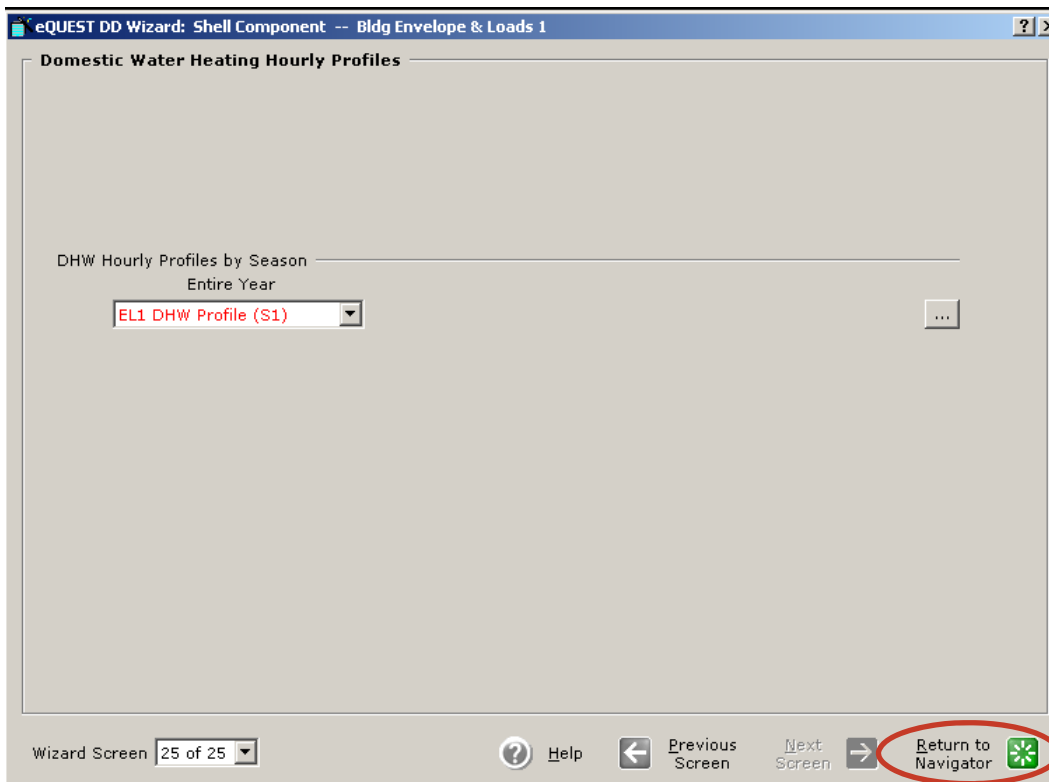 eQUEST DD Wizard: Shell Component -- Bldg Envelope & Loads 1
? X
Domestic Water Heating Hourly Profiles
DHW Hourly Profiles by Season
Entire Year
EL1 DHW Profile (S1)
...
Wizard Screen 25 of 25
? Help
Previous
Screen
Next
Screen
Return to
Navigator